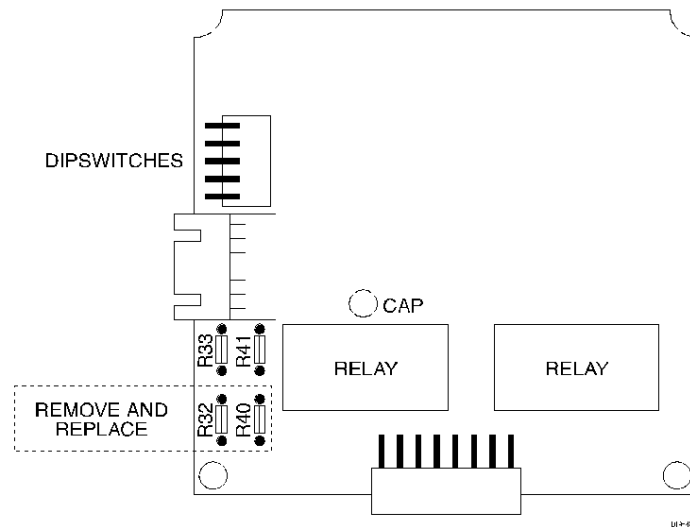 DIPSWITCHES
CAP
R33
R41
RELAY
RELAY
REMOVE AND
REPLACE
R32
R40